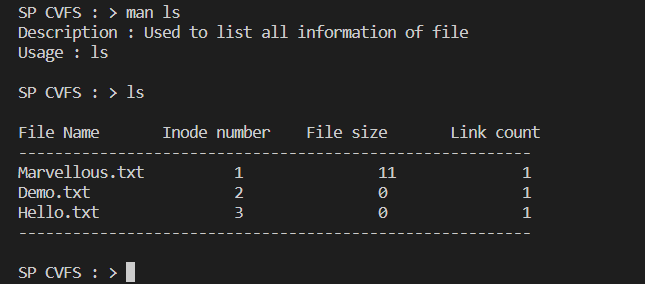 SP CVFS : > man ls
Description : Used to list all information of file
Usage : ls
SP CVFS : > ls
File Name Inode number File size Link count
---------------------------------------------------------
Marvellous.txt 1 11 1
Demo.txt 2 0 1
Hello.txt 3 0 1
---------------------------------------------------------
SP CVFS : >